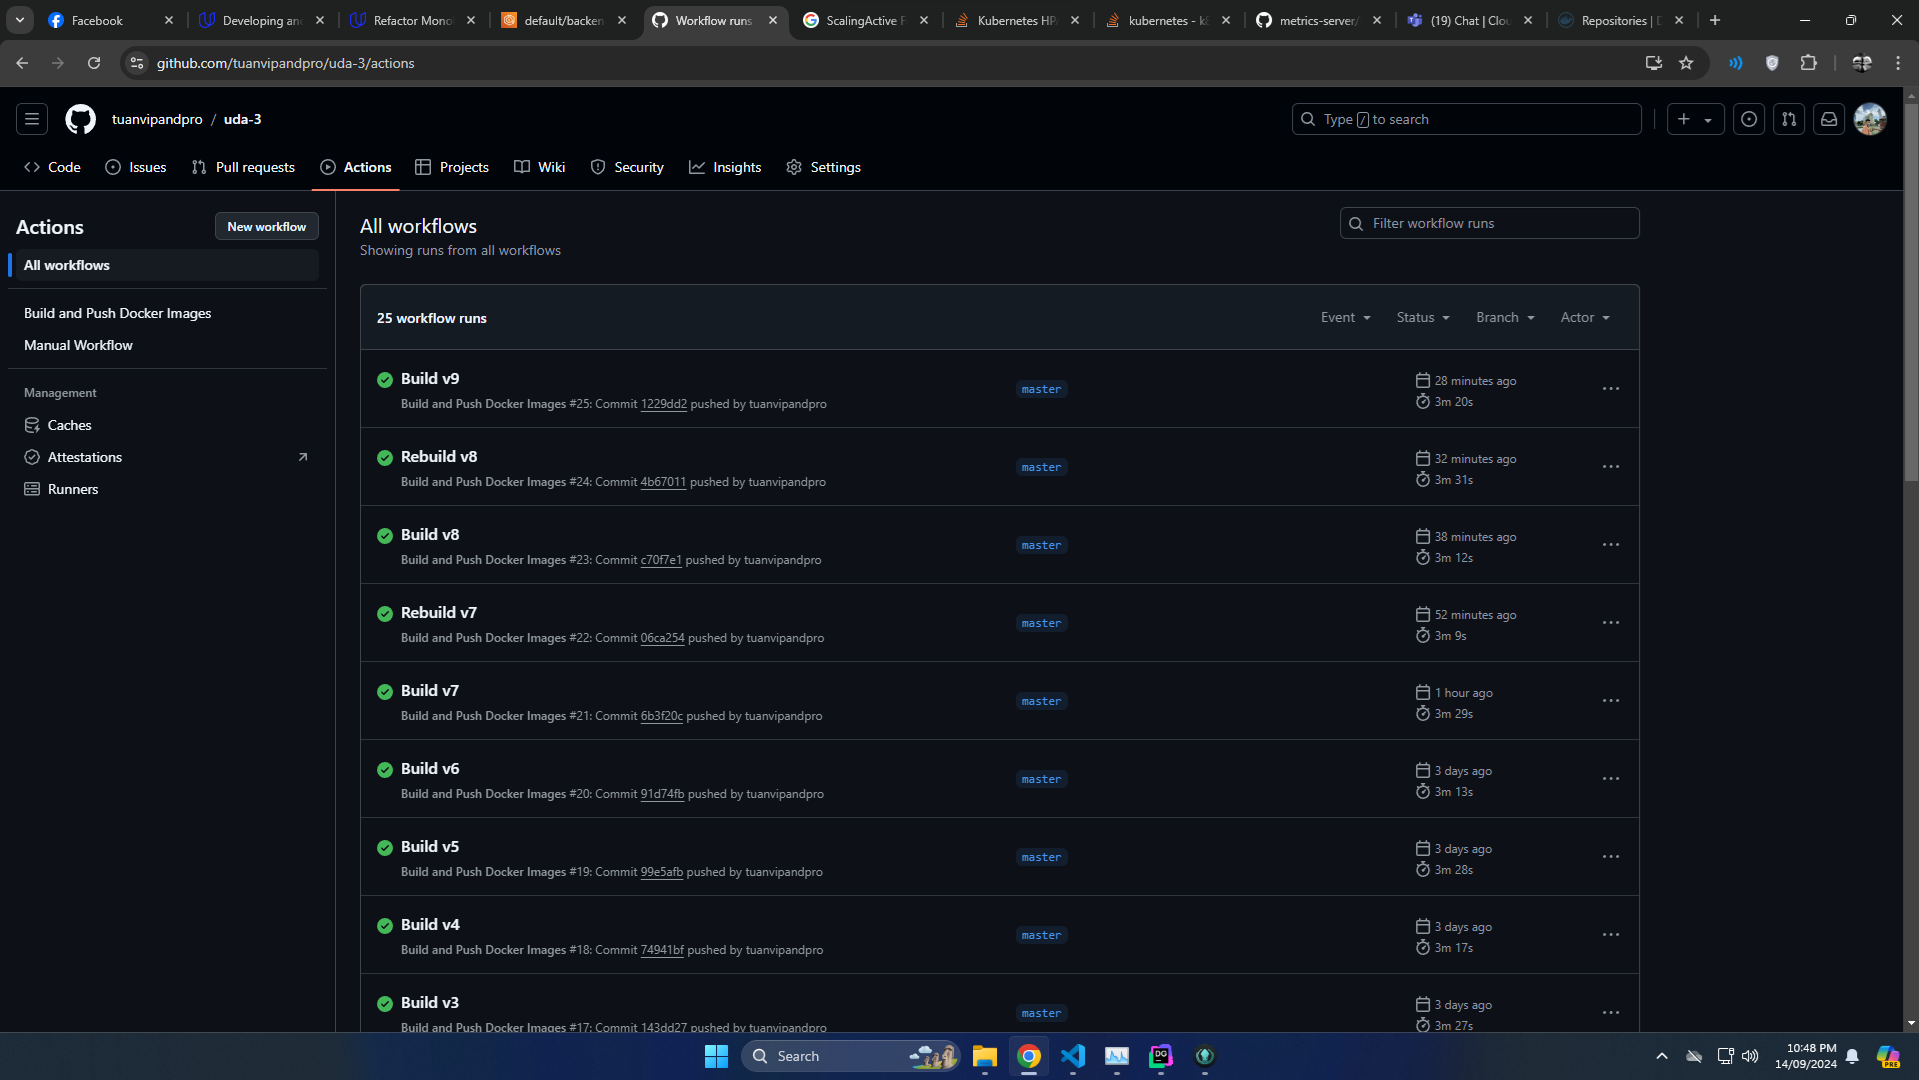 Facebook
Developing an
Refactor Mono
default/backen
Workflow runs
ScalingActive F
Kubernetes HP
kubernetes - k
metrics-server/
(19) Chat | Clou
Repositories | D
github.com/tuanvipandpro/uda-3/actions
tuanvipandpro / uda-3
Type / to search
Code
Issues
Pull requests
Actions
Projects
Wiki
Security
Insights
Settings
Actions
New workflow
All workflows
Build and Push Docker Images
Manual Workflow
Management
Caches
Attestations
Runners
All workflows
Showing runs from all workflows
Filter workflow runs
25 workflow runs
Event
Status
Branch
Actor
Build v9
Build and Push Docker Images #25: Commit 1229dd2 pushed by tuanvipandpro
master
28 minutes ago
3m 20s
Rebuild v8
Build and Push Docker Images #24: Commit 4b67011 pushed by tuanvipandpro
master
32 minutes ago
3m 31s
Build v8
Build and Push Docker Images #23: Commit c70f7e1 pushed by tuanvipandpro
master
38 minutes ago
3m 12s
Rebuild v7
Build and Push Docker Images #22: Commit 06ca254 pushed by tuanvipandpro
master
52 minutes ago
3m 9s
Build v7
Build and Push Docker Images #21: Commit 6b3f20c pushed by tuanvipandpro
master
1 hour ago
3m 29s
Build v6
Build and Push Docker Images #20: Commit 91d74fb pushed by tuanvipandpro
master
3 days ago
3m 13s
Build v5
Build and Push Docker Images #19: Commit 99e5afb pushed by tuanvipandpro
master
3 days ago
3m 28s
Build v4
Build and Push Docker Images #18: Commit 74941bf pushed by tuanvipandpro
master
3 days ago
3m 17s
Build v3
Build and Push Docker Images #17: Commit 143dd27 pushed by tuanvipandpro
master
3 days ago
3m 27s
Search
DG
10:48 PM
14/09/2024
PRE